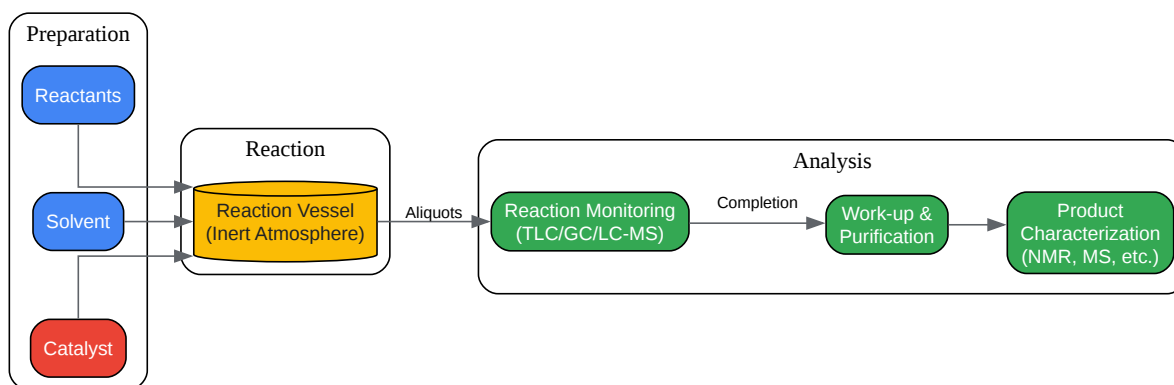 Preparation
Reactants
Solvent
Catalyst
Reaction
Reaction Vessel
(Inert Atmosphere)
Aliquots
Analysis
Reaction Monitoring
(TLC/GC/LC-MS)
Completion
Work-up &
Purification
Product
Characterization
(NMR, MS, etc.)